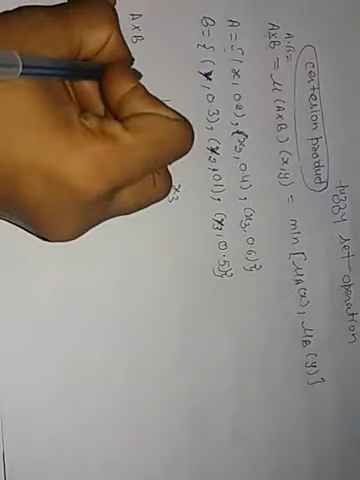 fuzzy set operation
cartesion product
A·B =
A×B = μ(A×B)(x,y) = min[μA(x), μB(y)]
A = {(x1, 0.2), (x2, 0.4), (x3, 0.6)}
B = {(y1, 0.3), (y2, 0.1), (y3, 0.5)}
x3
A×B